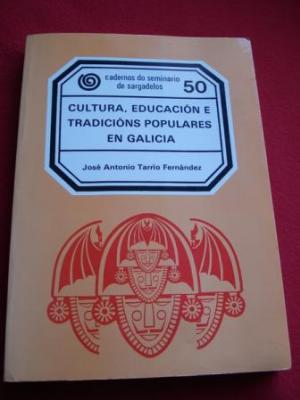 cadernos do seminario
de sargadelos 50
CULTURA, EDUCACIÓN E
TRADICIÓNS POPULARES
EN GALICIA
José Antonio Tarrío Fernández